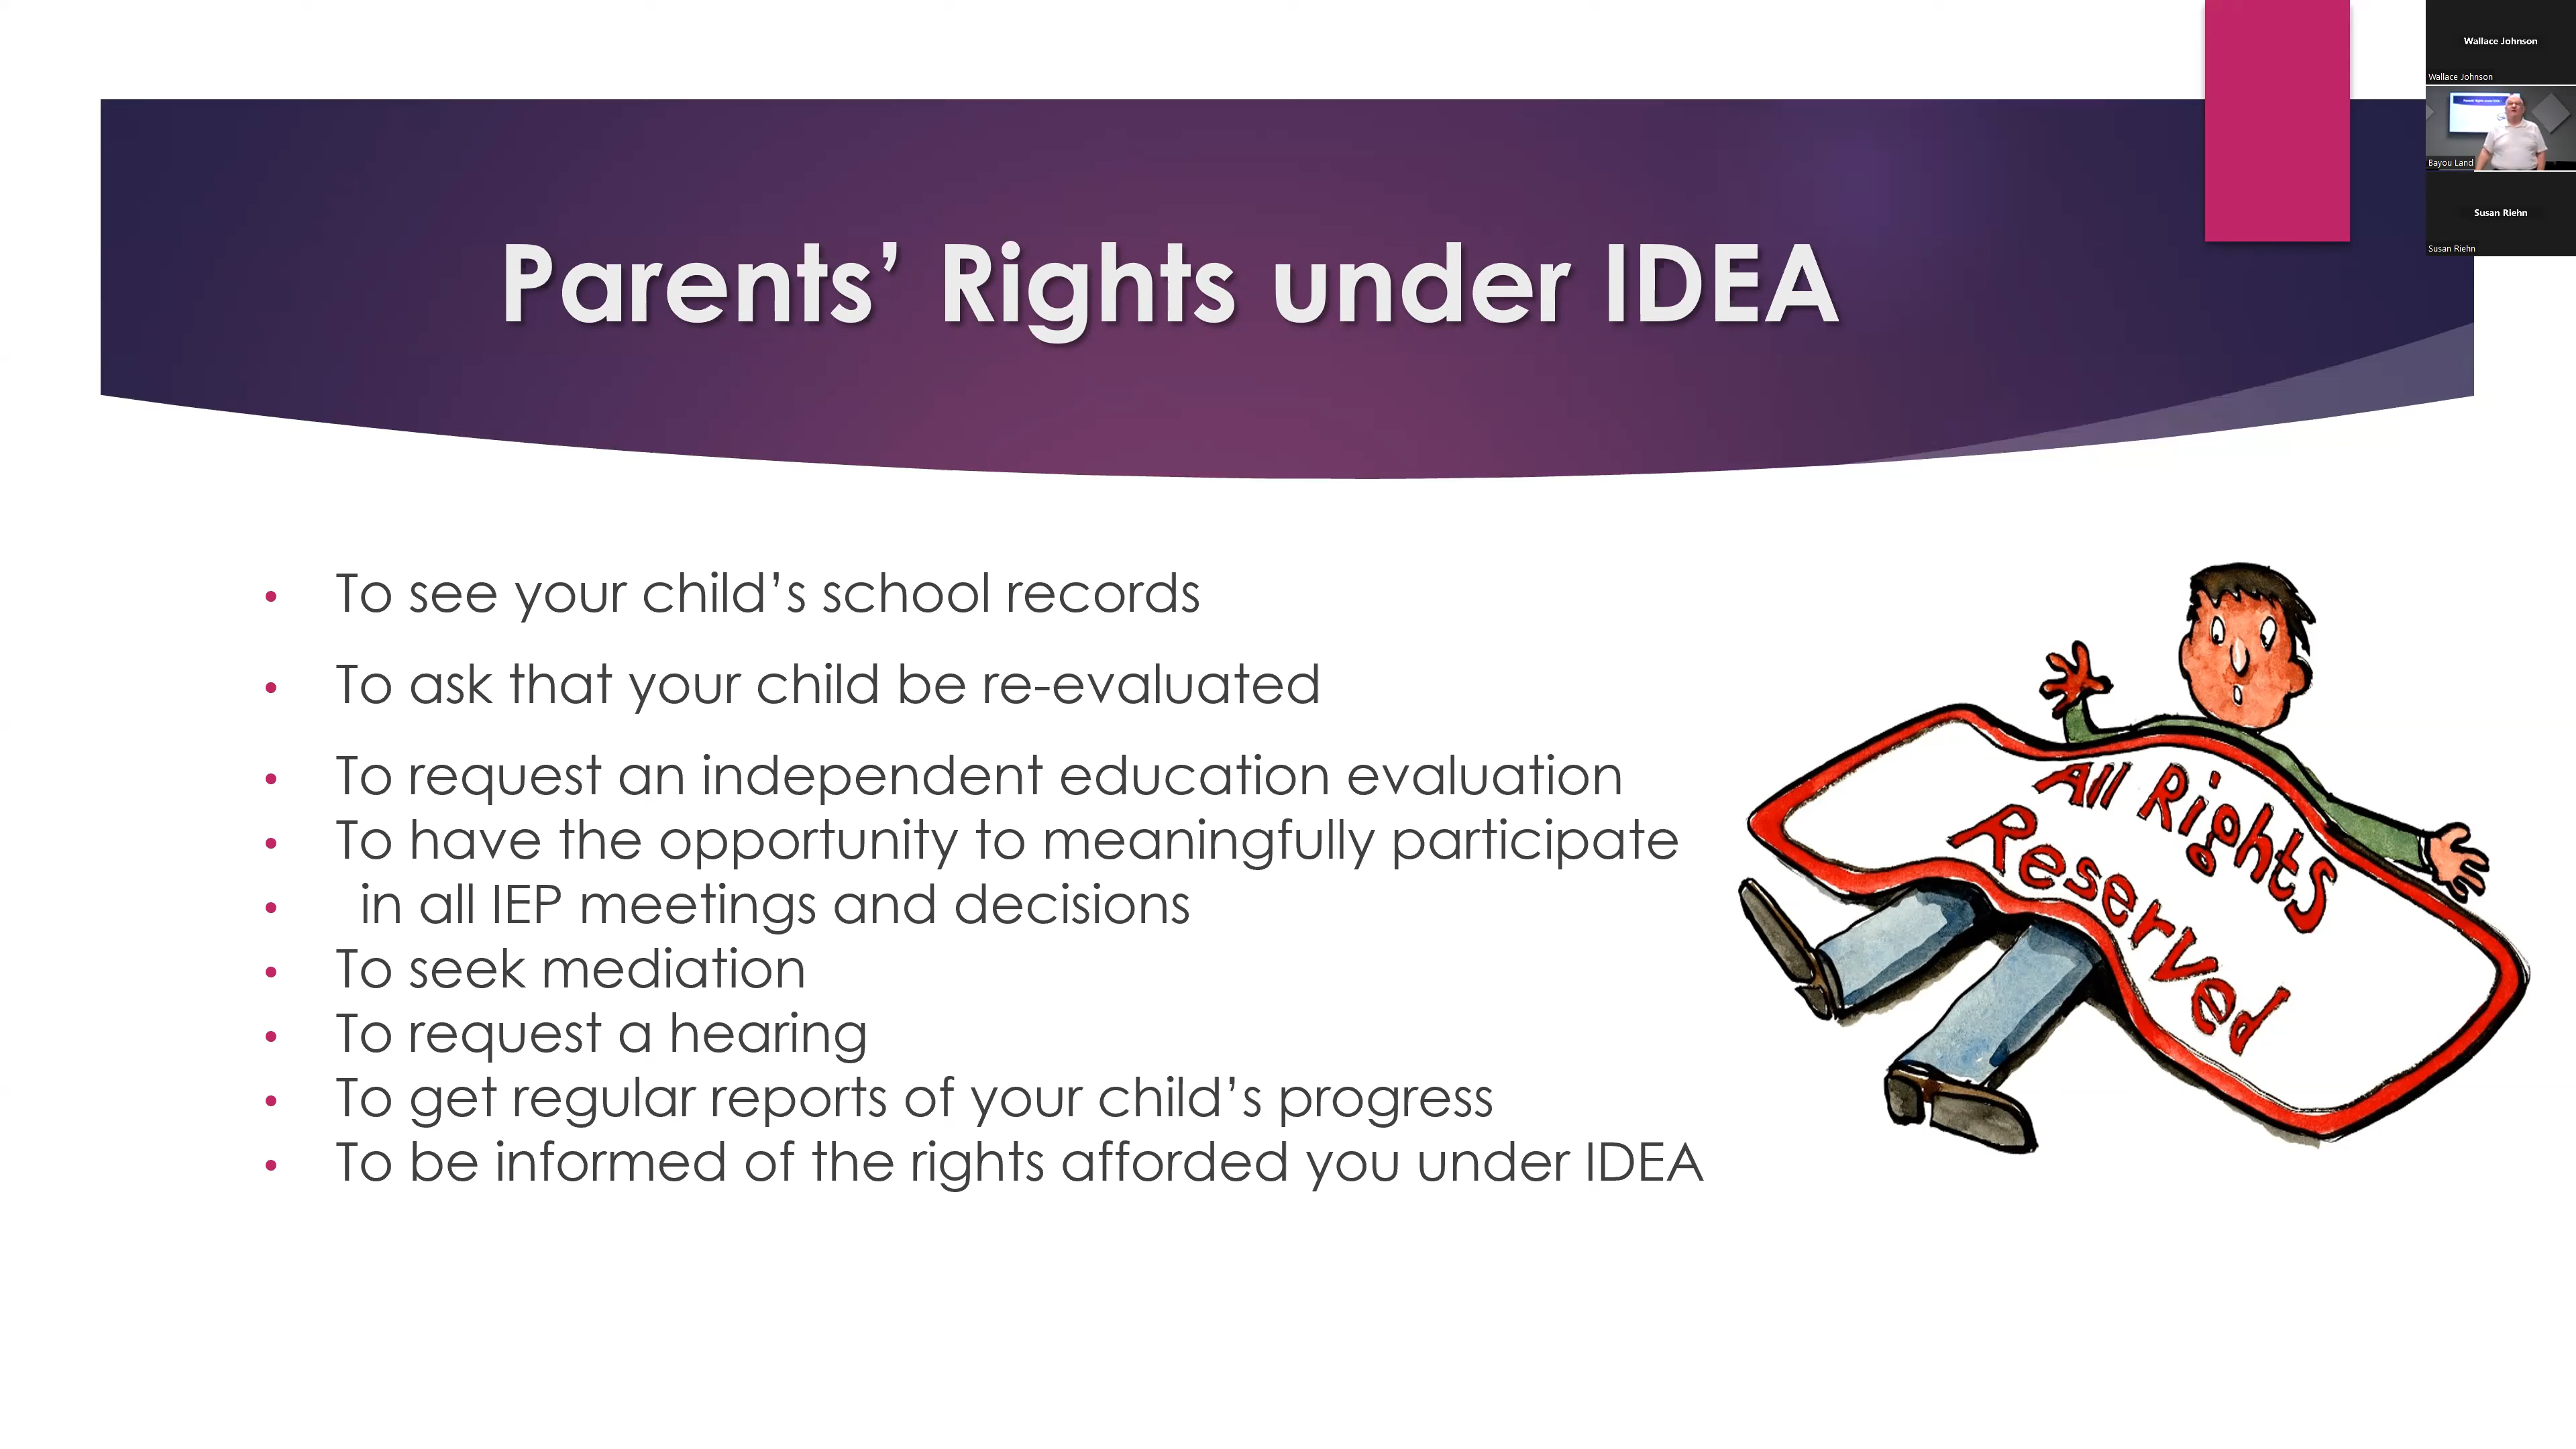 Parents’ Rights under IDEA
• To see your child’s school records
• To ask that your child be re-evaluated
• To request an independent education evaluation
• To have the opportunity to meaningfully participate
• in all IEP meetings and decisions
• To seek mediation
• To request a hearing
• To get regular reports of your child’s progress
• To be informed of the rights afforded you under IDEA
All Rights
Reserved
Wallace Johnson
Wallace Johnson
Bayou Land
Susan Riehn
Susan Riehn